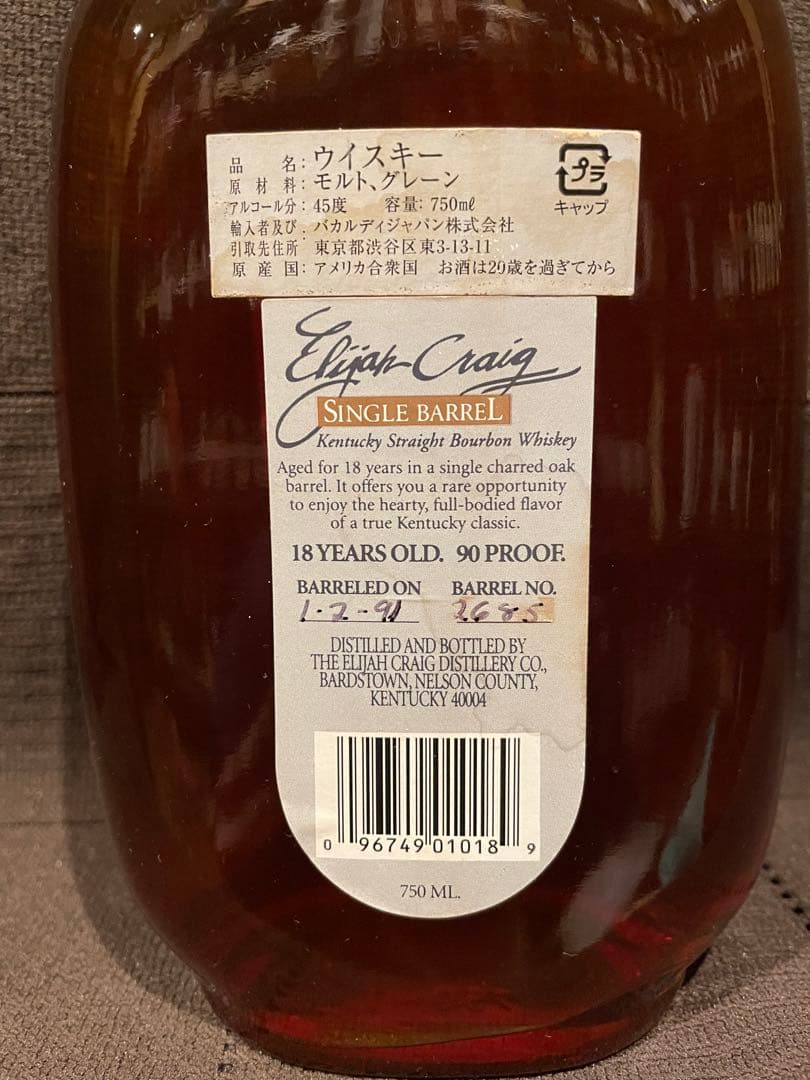 品 名:ウイスキー
原 材 料:モルト、グレーン
アルコール分:45度 容量:750mℓ
輸入者及び:バカルディジャパン株式会社
引取先住所 東京都渋谷区東3-13-11
原 産 国:アメリカ合衆国 お酒は20歳を過ぎてから
プラ
キャップ
Elijah Craig
SINGLE BARREL
Kentucky Straight Bourbon Whiskey
Aged for 18 years in a single charred oak
barrel. It offers you a rare opportunity
to enjoy the hearty, full-bodied flavor
of a true Kentucky classic.
18 YEARS OLD. 90 PROOF.
BARRELED ON BARREL NO.
1-2-91 2685
DISTILLED AND BOTTLED BY
THE ELIJAH CRAIG DISTILLERY CO.,
BARDSTOWN, NELSON COUNTY,
KENTUCKY 40004
0 96749 01018 9
750 ML.